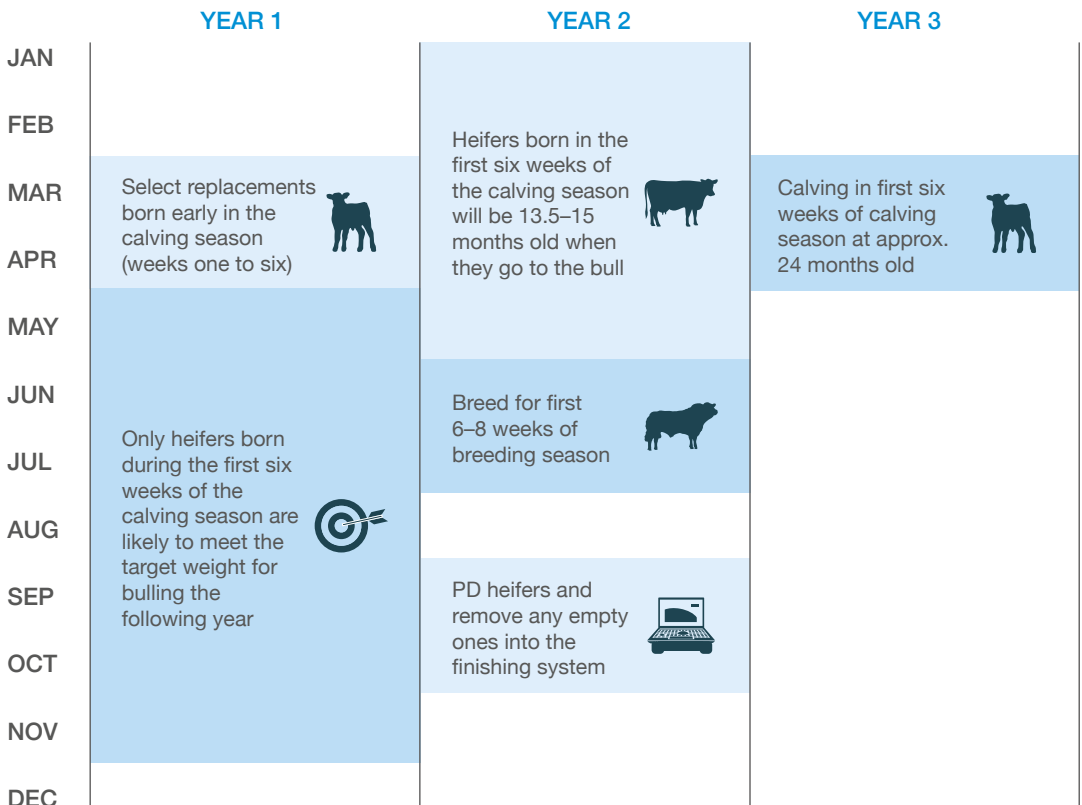 YEAR 1
YEAR 2
YEAR 3
JAN
FEB
MAR
APR
MAY
JUN
JUL
AUG
SEP
OCT
NOV
DEC
Select replacements
born early in the
calving season
(weeks one to six)
Only heifers born
during the first six
weeks of the
calving season are
likely to meet the
target weight for
bulling the
following year
Heifers born in the
first six weeks of
the calving season
will be 13.5–15
months old when
they go to the bull
Breed for first
6–8 weeks of
breeding season
PD heifers and
remove any empty
ones into the
finishing system
Calving in first six
weeks of calving
season at approx.
24 months old